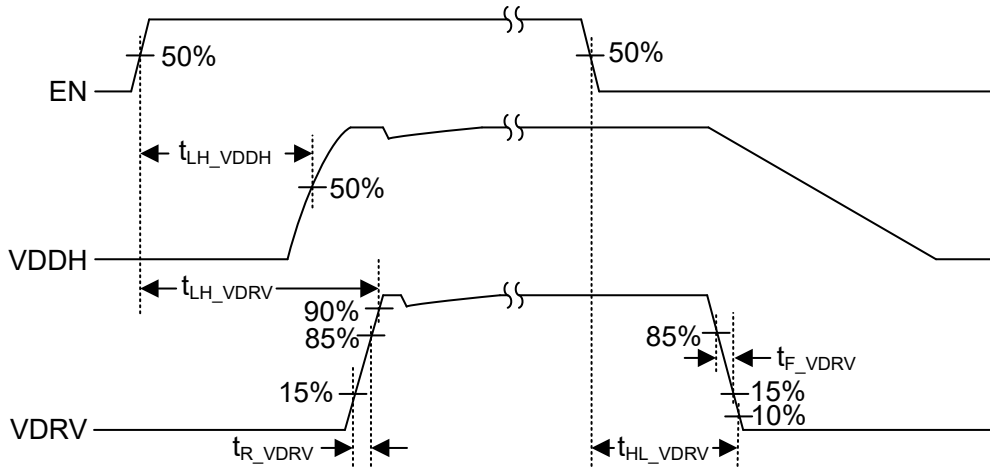 50%
50%
EN
t_LH_VDDH
50%
VDDH
t_LH_VDRV
90%
85%
85%
t_F_VDRV
15%
15%
10%
VDRV
t_R_VDRV
t_HL_VDRV